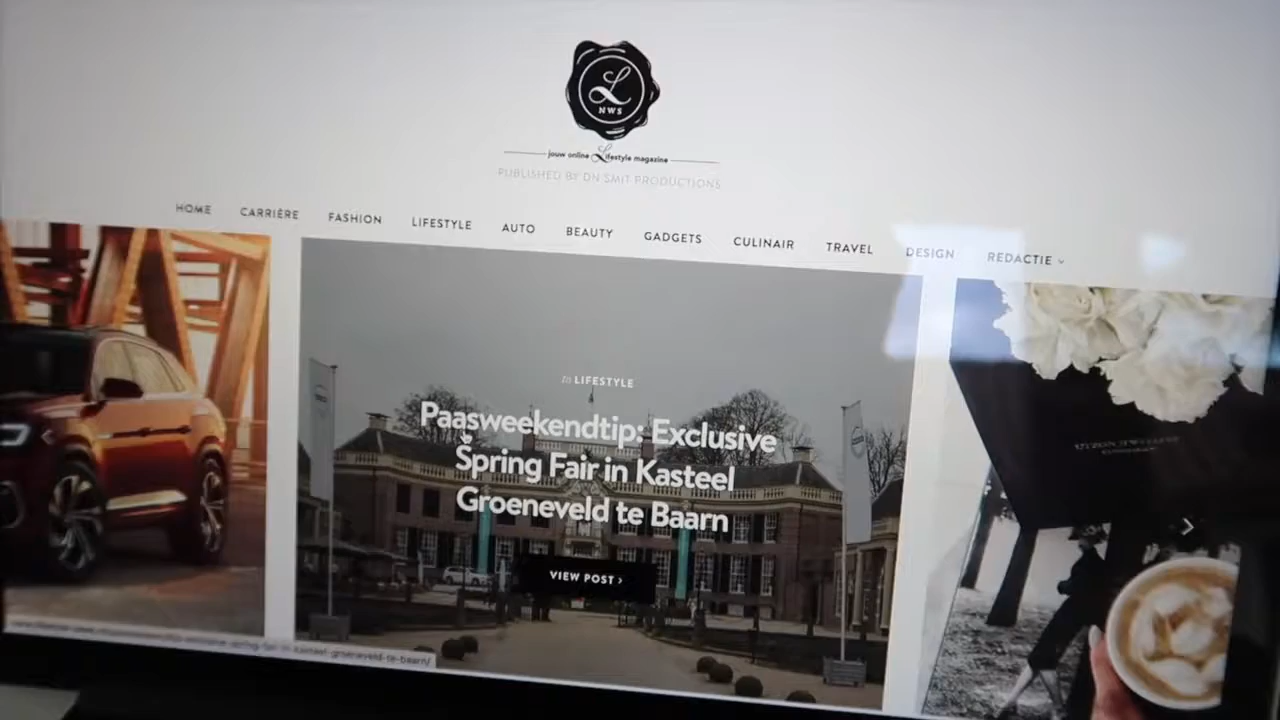 L
NWS
jouw online Lifestyle magazine
PUBLISHED BY DN SMIT PRODUCTIONS
HOME CARRIÈRE FASHION LIFESTYLE AUTO BEAUTY GADGETS CULINAIR TRAVEL DESIGN REDACTIE
In LIFESTYLE
Paasweekendtip: Exclusive
Spring Fair in Kasteel
Groeneveld te Baarn
VIEW POST ›